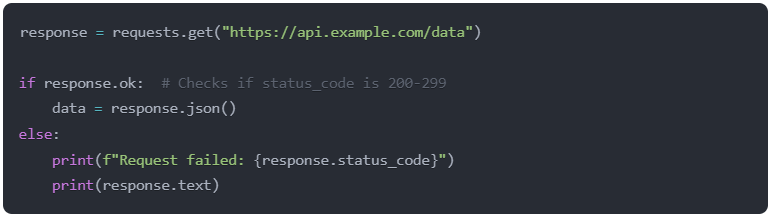 response = requests.get("https://api.example.com/data")
if response.ok:  # Checks if status_code is 200-299
    data = response.json()
else:
    print(f"Request failed: {response.status_code}")
    print(response.text)